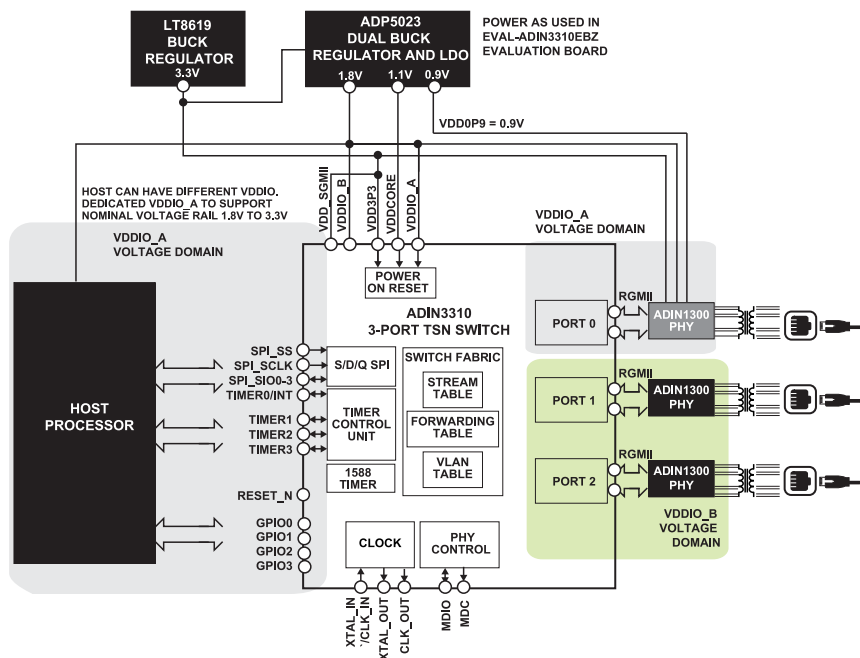 LT8619
BUCK
REGULATOR
3.3V
ADP5023
DUAL BUCK
REGULATOR AND LDO
1.8V
1.1V
0.9V
POWER AS USED IN
EVAL-ADIN3310EBZ
EVALUATION BOARD
VDD0P9 = 0.9V
HOST CAN HAVE DIFFERENT VDDIO.
DEDICATED VDDIO_A TO SUPPORT
NOMINAL VOLTAGE RAIL 1.8V TO 3.3V
VDD_SGMII
VDDIO_B
VDD3P3
VDDCORE
VDDIO_A
VDDIO_A
VOLTAGE DOMAIN
VDDIO_A
VOLTAGE DOMAIN
POWER
ON RESET
ADIN3310
3-PORT TSN SWITCH
HOST
PROCESSOR
SPI_SS
SPI_SCLK
SPI_SIO0-3
TIMER0/INT
TIMER1
TIMER2
TIMER3
RESET_N
GPIO0
GPIO1
GPIO2
GPIO3
S/D/Q SPI
TIMER
CONTROL
UNIT
1588
TIMER
SWITCH FABRIC
STREAM
TABLE
FORWARDING
TABLE
VLAN
TABLE
CLOCK
PHY
CONTROL
XTAL_IN
/CLK_IN
XTAL_OUT
CLK_OUT
MDIO
MDC
PORT 0
RGMII
ADIN1300
PHY
PORT 1
RGMII
ADIN1300
PHY
PORT 2
RGMII
ADIN1300
PHY
VDDIO_B
VOLTAGE
DOMAIN